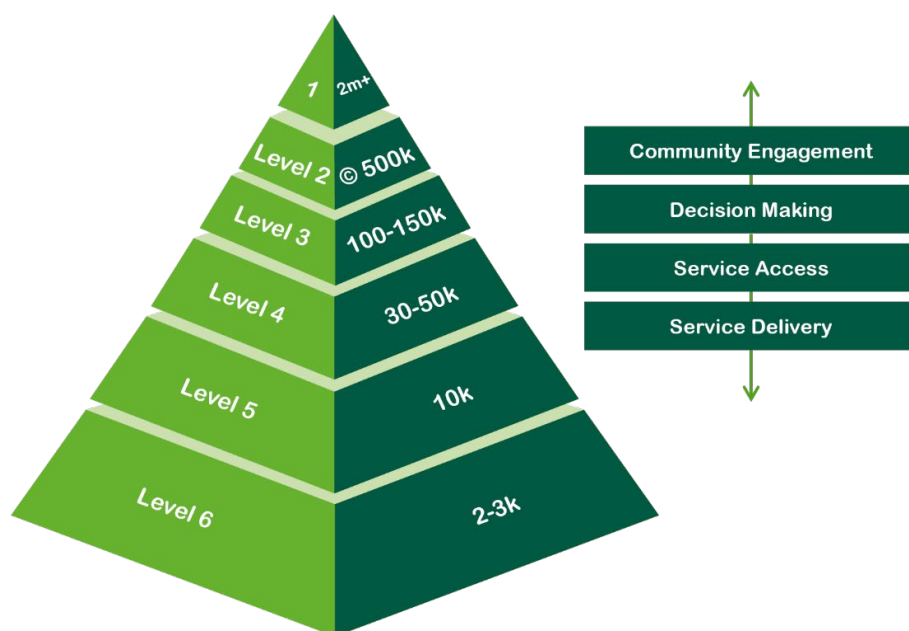 1
2m+
Level 2
© 500k
Level 3
100-150k
Level 4
30-50k
Level 5
10k
Level 6
2-3k
Community Engagement
Decision Making
Service Access
Service Delivery